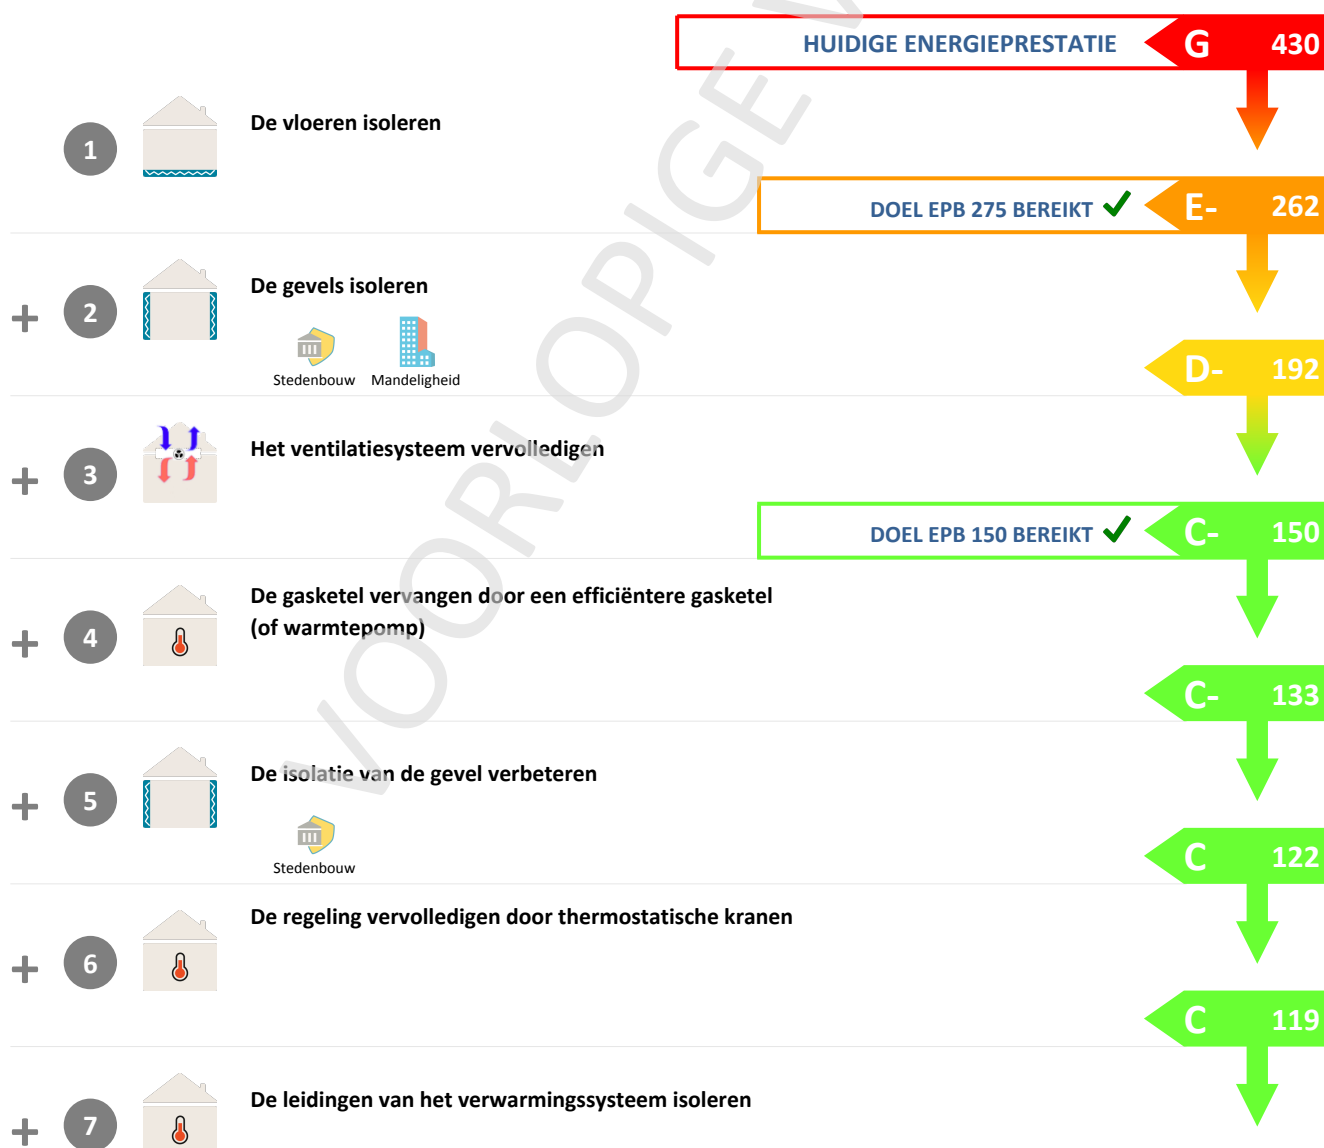 HUIDIGE ENERGIEPRESTATIE G 430
1 De vloeren isoleren
DOEL EPB 275 BEREIKT E- 262
+ 2 De gevels isoleren
Stedenbouw Mandeligheid
D- 192
+ 3 Het ventilatiesysteem vervolledigen
DOEL EPB 150 BEREIKT C- 150
+ 4 De gasketel vervangen door een efficiëntere gasketel
(of warmtepomp)
C- 133
+ 5 De isolatie van de gevel verbeteren
Stedenbouw
C 122
+ 6 De regeling vervolledigen door thermostatische kranen
C 119
+ 7 De leidingen van het verwarmingssysteem isoleren
VOORLOPIGE V